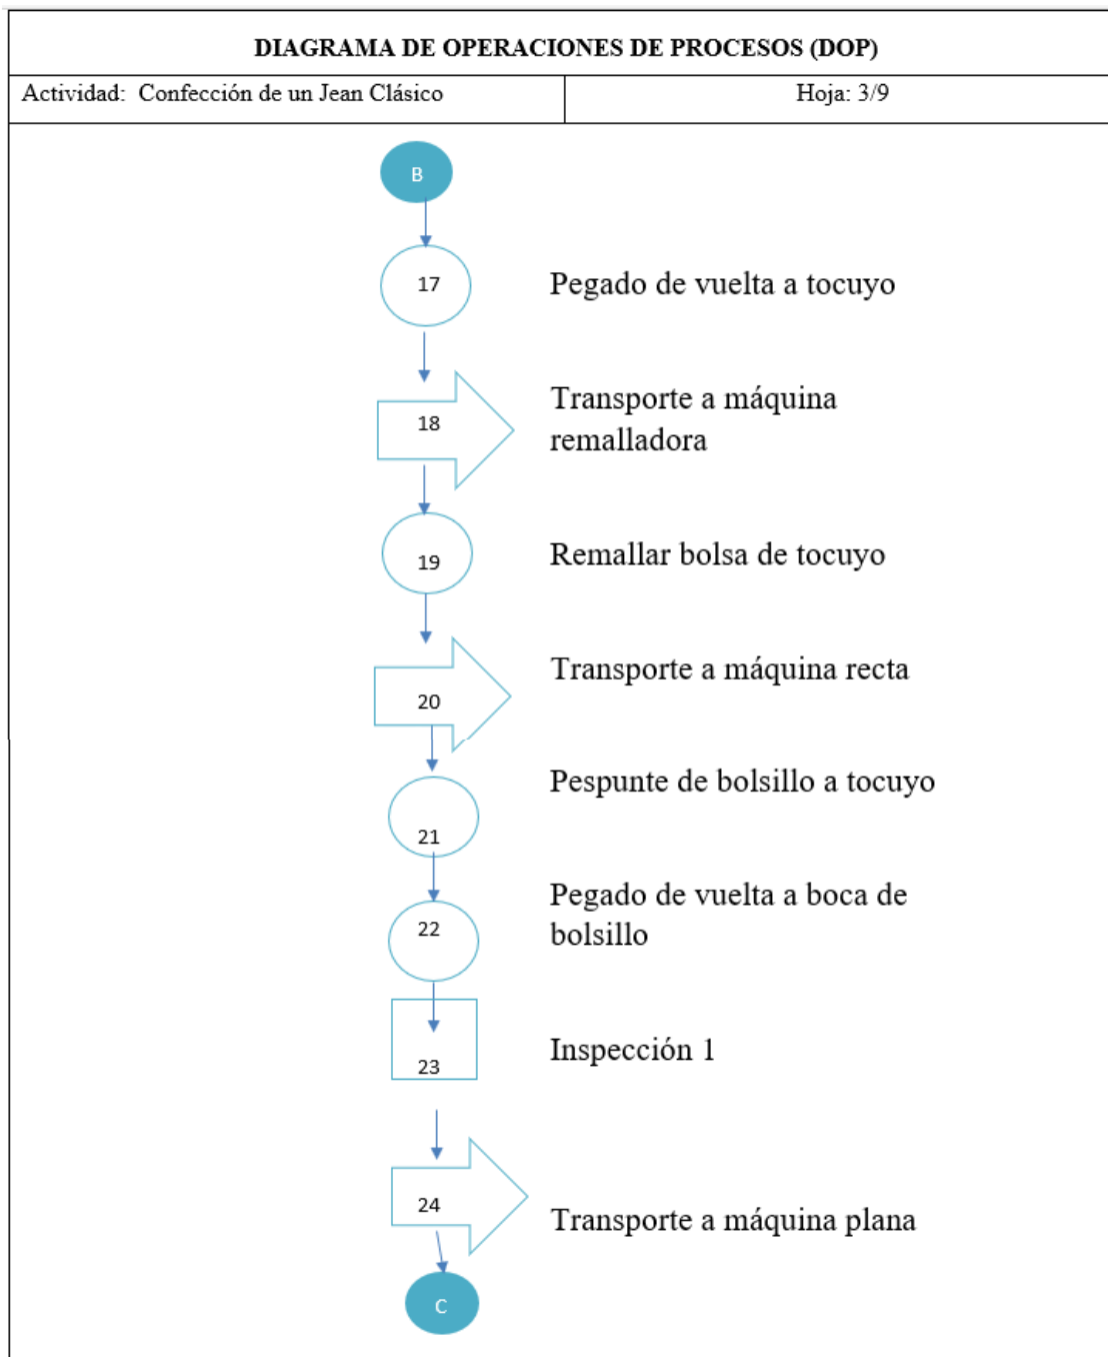 DIAGRAMA DE OPERACIONES DE PROCESOS (DOP)
Actividad: Confección de un Jean Clásico
Hoja: 3/9
B
17
Pegado de vuelta a tocuyo
18
Transporte a máquina
remalladora
19
Remallar bolsa de tocuyo
20
Transporte a máquina recta
21
Pespunte de bolsillo a tocuyo
22
Pegado de vuelta a boca de
bolsillo
23
Inspección 1
24
Transporte a máquina plana
C